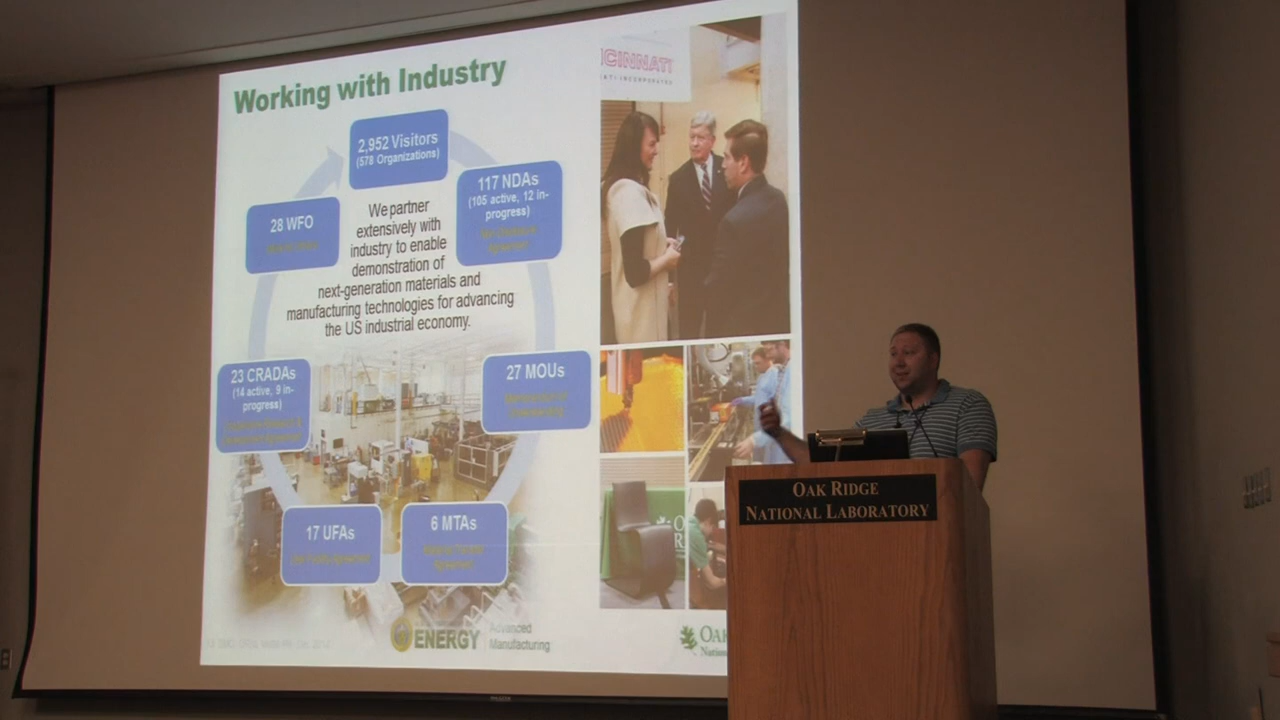 Working with Industry
2,952 Visitors
(578 Organizations)
117 NDAs
(105 active, 12 in-
progress)
28 WFO
We partner
extensively with
industry to enable
demonstration of
next-generation materials and
manufacturing technologies for advancing
the US industrial economy.
23 CRADAs
(14 active, 9 in-
progress)
27 MOUs
17 UFAs
6 MTAs
ENERGY
Advanced
Manufacturing
CINNATI
INCORPORATED
OAK RIDGE
NATIONAL LABORATORY